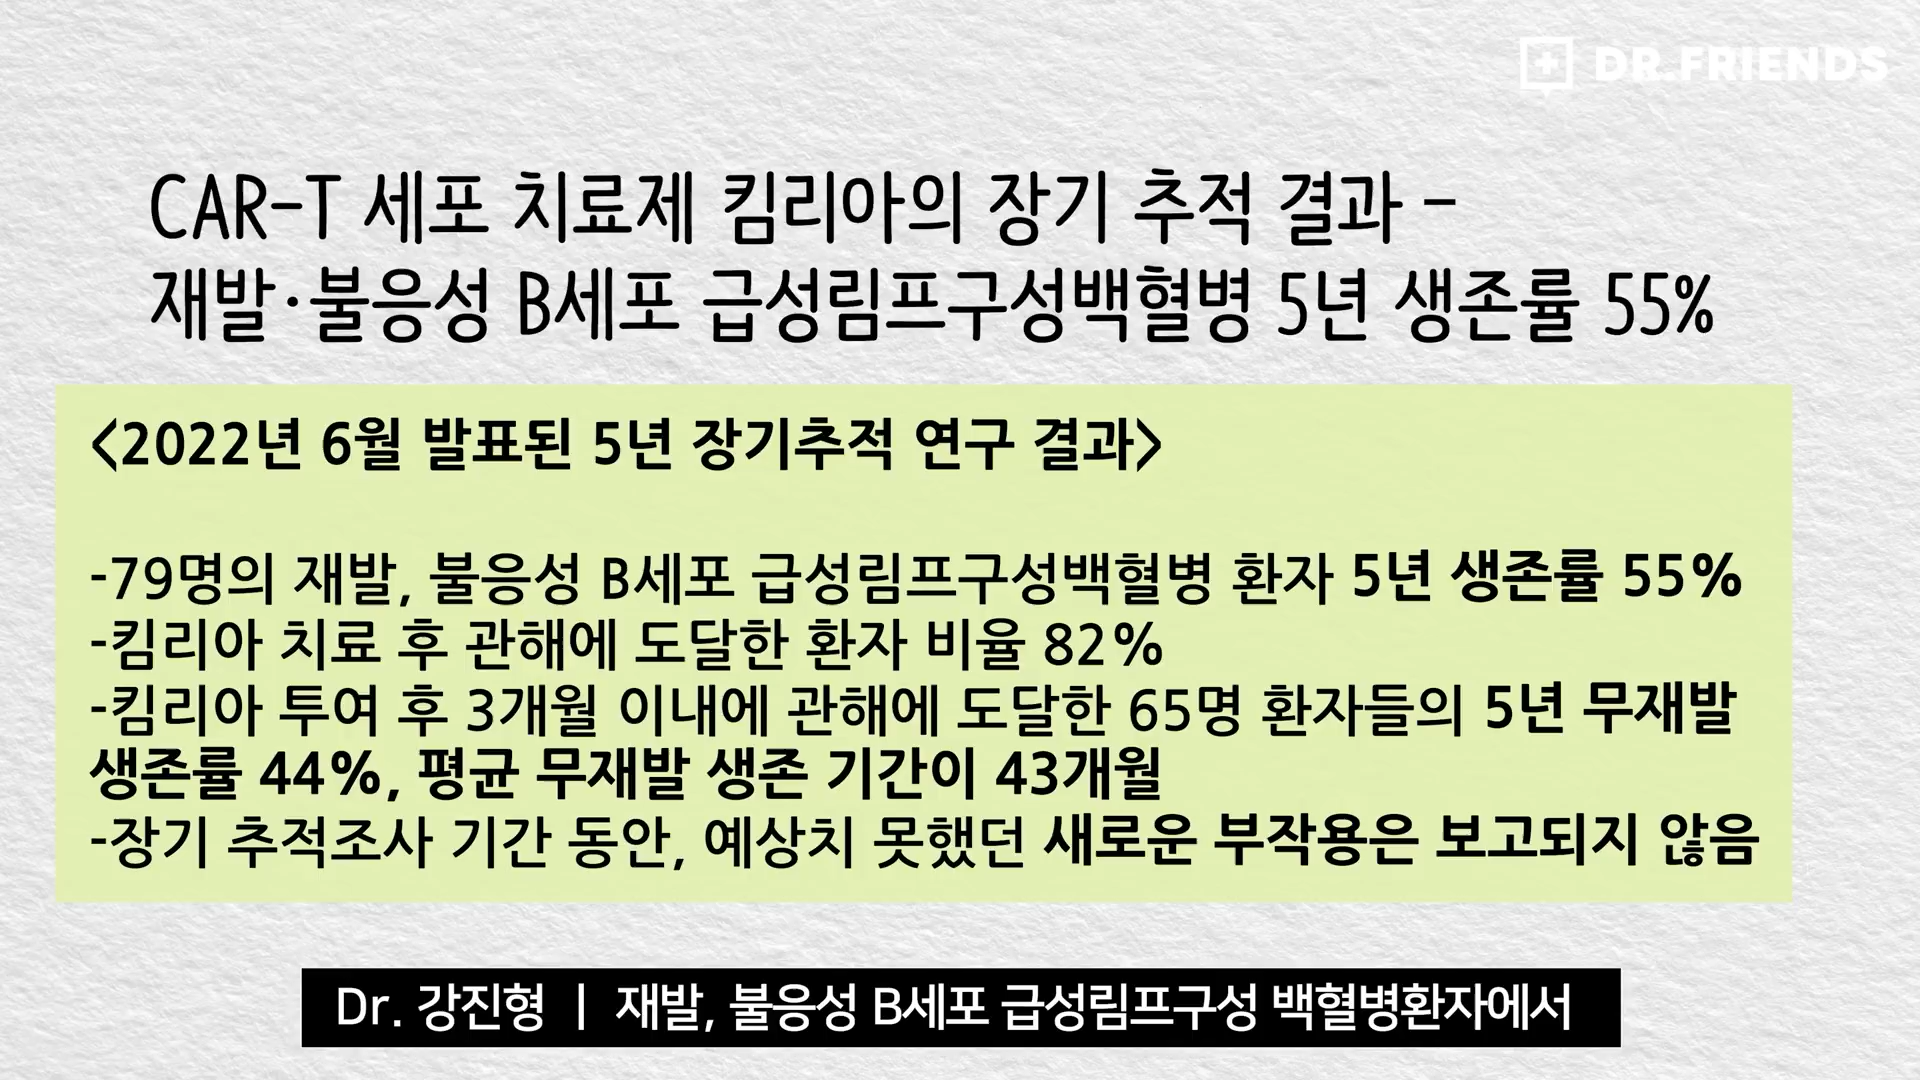 DR.FRIENDS
CAR-T 세포 치료제 킴리아의 장기 추적 결과 -
재발·불응성 B세포 급성림프구성백혈병 5년 생존률 55%
<2022년 6월 발표된 5년 장기추적 연구 결과>
-79명의 재발, 불응성 B세포 급성림프구성백혈병 환자 5년 생존률 55%
-킴리아 치료 후 관해에 도달한 환자 비율 82%
-킴리아 투여 후 3개월 이내에 관해에 도달한 65명 환자들의 5년 무재발
생존률 44%, 평균 무재발 생존 기간이 43개월
-장기 추적조사 기간 동안, 예상치 못했던 새로운 부작용은 보고되지 않음
Dr. 강진형 | 재발, 불응성 B세포 급성림프구성 백혈병환자에서